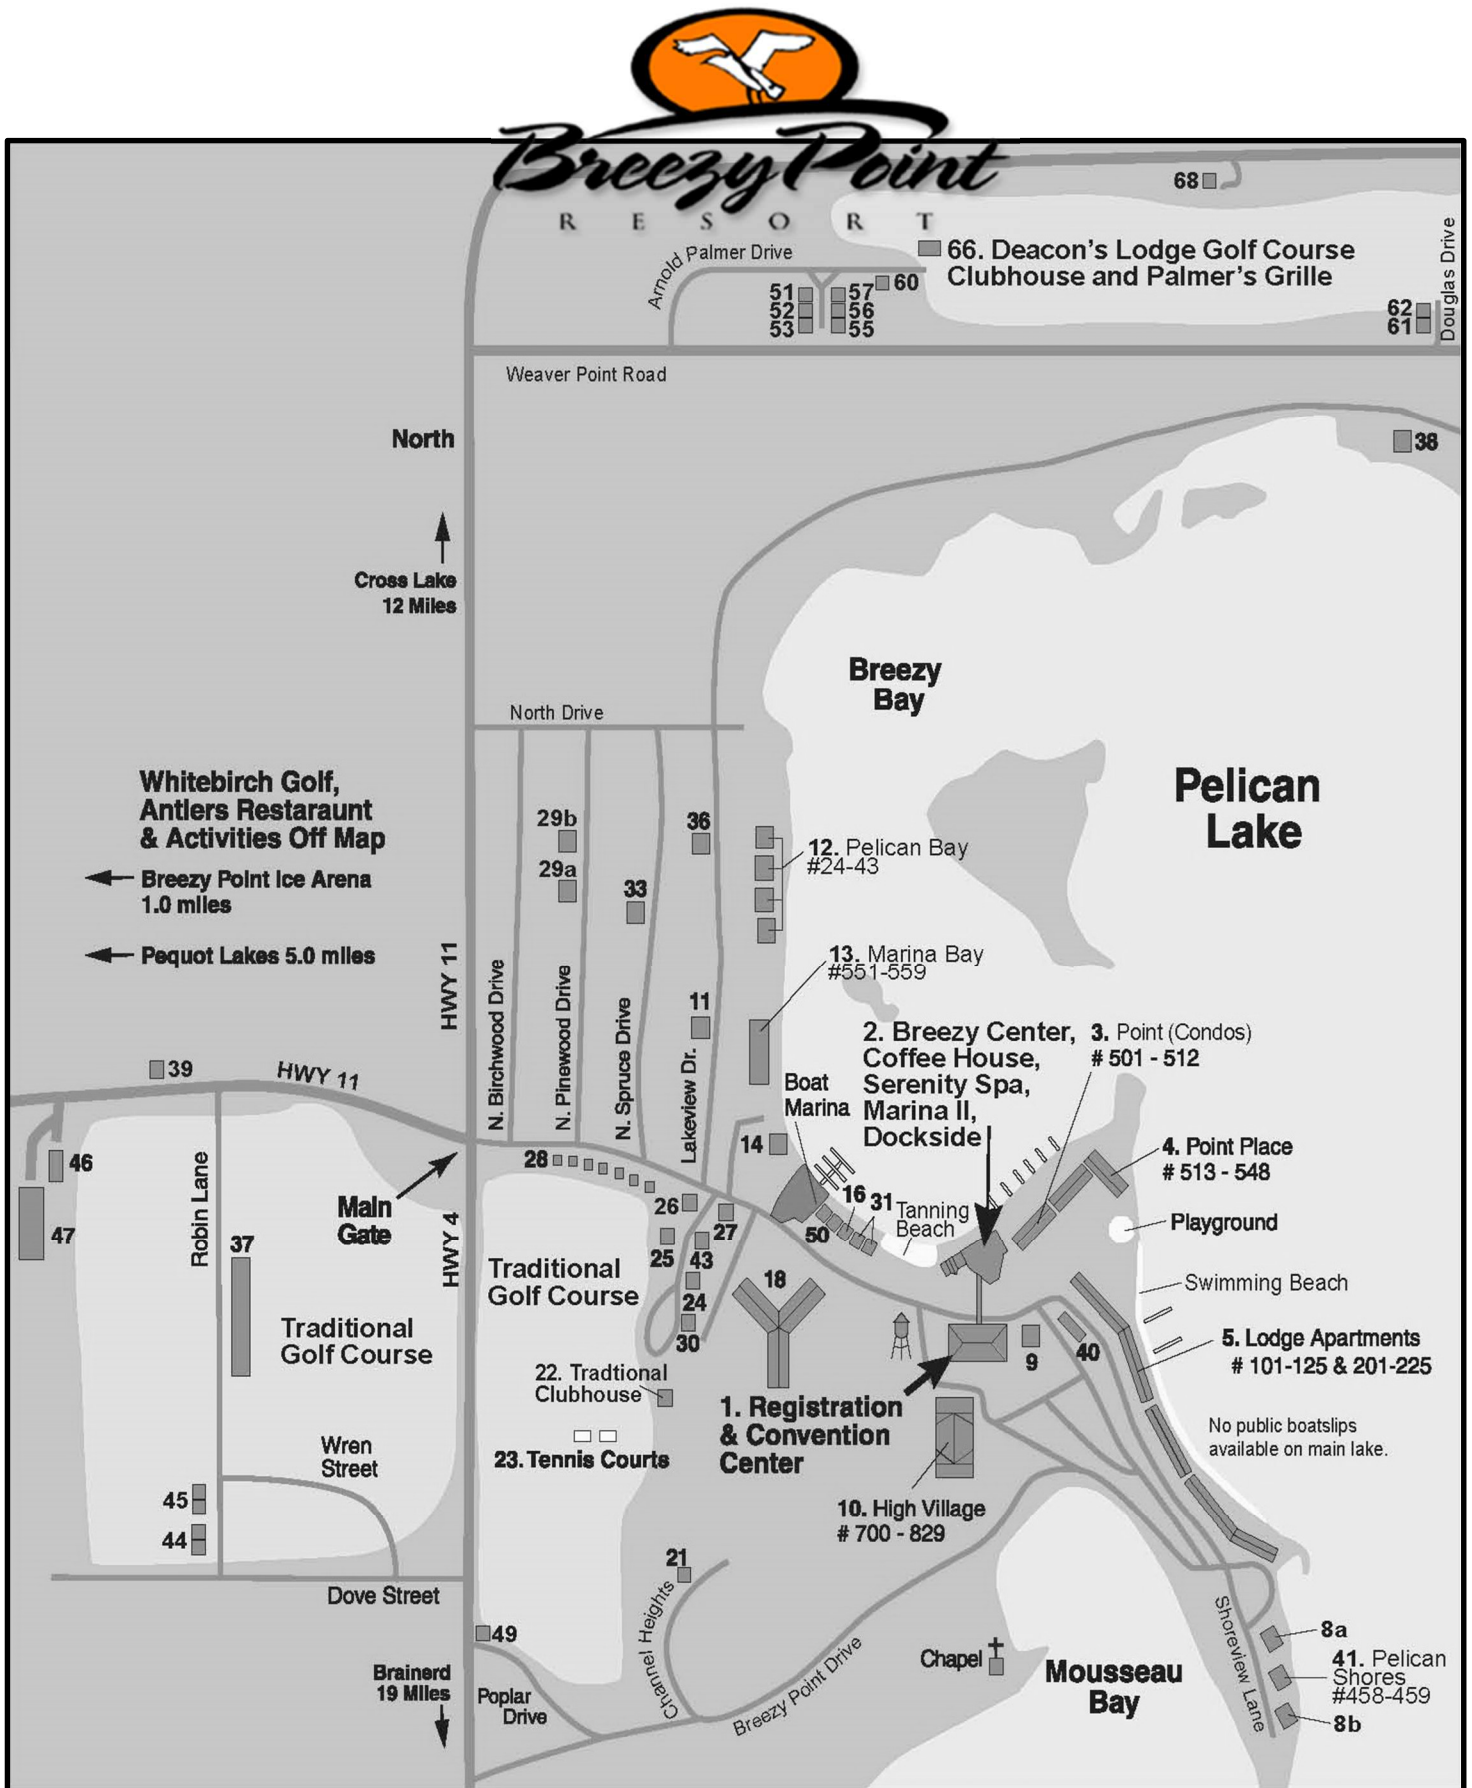 Breezy Point
RESORT
68
Arnold Palmer Drive
66. Deacon's Lodge Golf Course
Clubhouse and Palmer's Grille
Douglas Drive
60
51
52
53
57
56
55
62
61
Weaver Point Road
North
38
Cross Lake
12 Miles
Breezy
Bay
North Drive
Pelican
Lake
Whitebirch Golf,
Antlers Restaraunt
& Activities Off Map
Breezy Point Ice Arena
1.0 miles
Pequot Lakes 5.0 miles
29b
29a
33
36
12. Pelican Bay
#24-43
13. Marina Bay
#551-559
HWY 11
N. Birchwood Drive
N. Pinewood Drive
N. Spruce Drive
Lakeview Dr.
11
2. Breezy Center,
Coffee House,
Serenity Spa,
Marina II,
Dockside
3. Point (Condos)
# 501 - 512
39
HWY 11
Boat
Marina
14
4. Point Place
# 513 - 548
46
47
Robin Lane
37
Main
Gate
HWY 4
28
26
27
25
43
24
30
50
16
31
Tanning
Beach
Playground
Swimming Beach
Traditional
Golf Course
Traditional
Golf Course
18
9
40
5. Lodge Apartments
# 101-125 & 201-225
22. Tradtional
Clubhouse
1. Registration
& Convention
Center
23. Tennis Courts
No public boatslips
available on main lake.
Wren
Street
45
44
10. High Village
# 700 - 829
Dove Street
21
Channel Heights
49
Brainerd
19 Miles
Poplar
Drive
Breezy Point Drive
Chapel
Mousseau
Bay
Shoreview Lane
8a
41. Pelican
Shores
#458-459
8b